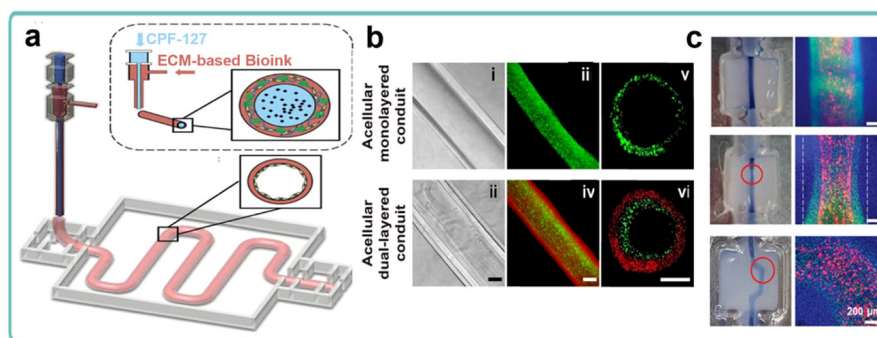 a
CPF-127
ECM-based Bioink
b
Acellular
monolayered
conduit
i
ii
v
Acellular
dual-layered
conduit
ii
iv
vi
c
200 μm